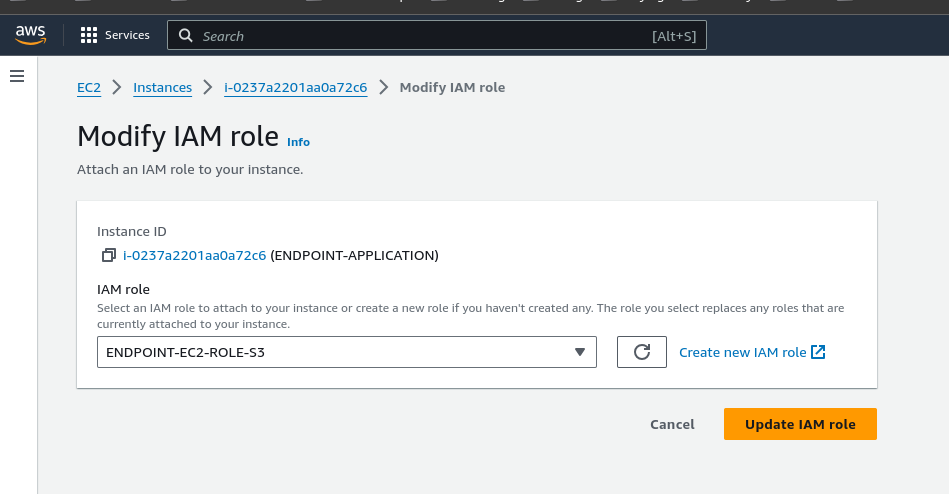 aws
Services
Search
[Alt+S]
EC2 > Instances > i-0237a2201aa0a72c6 > Modify IAM role
Modify IAM role Info
Attach an IAM role to your instance.
Instance ID
i-0237a2201aa0a72c6 (ENDPOINT-APPLICATION)
IAM role
Select an IAM role to attach to your instance or create a new role if you haven't created any. The role you select replaces any roles that are
currently attached to your instance.
ENDPOINT-EC2-ROLE-S3
Create new IAM role
Cancel
Update IAM role